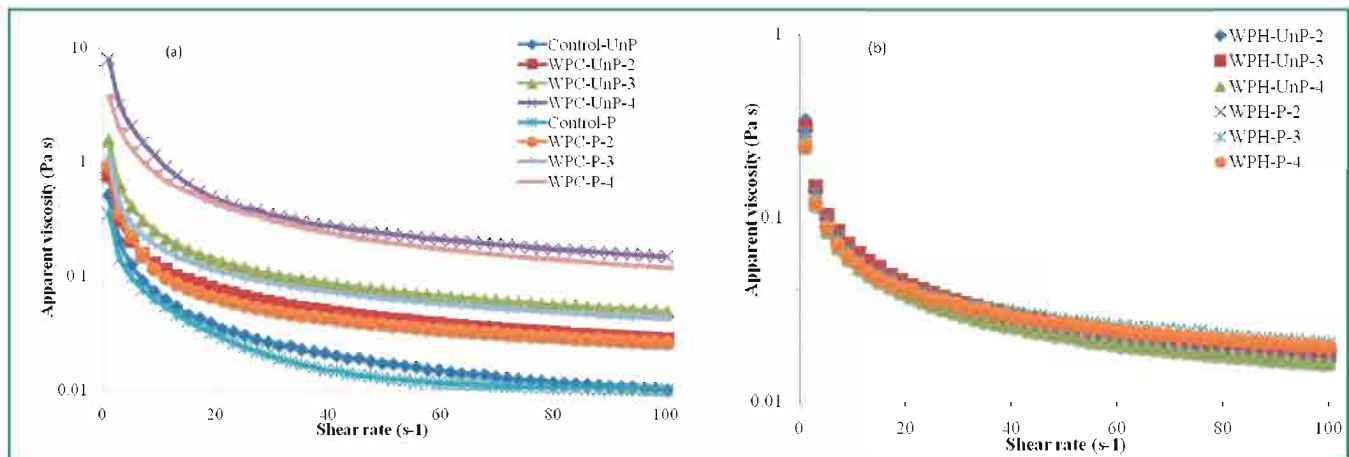 (a)
10
1
0.1
0.01
Apparent viscosity (Pa s)
0
20
40
60
80
100
Shear rate (s-1)
Control-UnP
WPC-UnP-2
WPC-UnP-3
WPC-UnP-4
Control-P
WPC-P-2
WPC-P-3
WPC-P-4
(b)
1
0.1
0.01
Apparent viscosity (Pa s)
0
20
40
60
80
100
Shear rate (s-1)
WPH-UnP-2
WPH-UnP-3
WPH-UnP-4
WPH-P-2
WPH-P-3
WPH-P-4